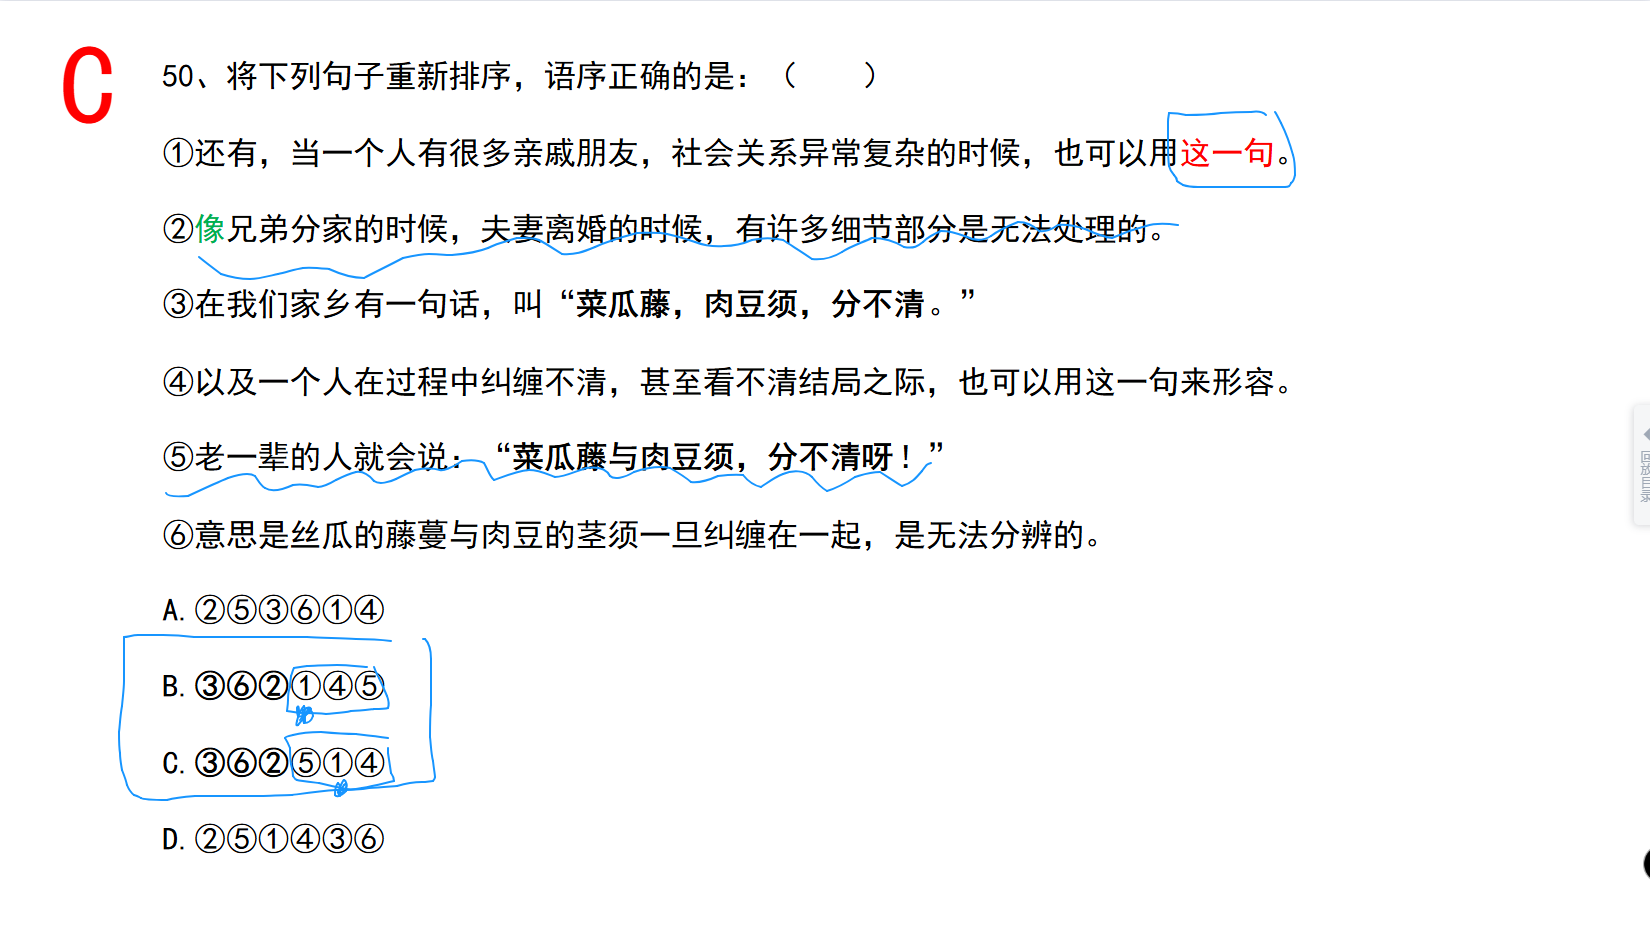 C
50、将下列句子重新排序，语序正确的是：（　　）
①还有，当一个人有很多亲戚朋友，社会关系异常复杂的时候，也可以用这一句。
②像兄弟分家的时候，夫妻离婚的时候，有许多细节部分是无法处理的。
③在我们家乡有一句话，叫“菜瓜藤，肉豆须，分不清。”
④以及一个人在过程中纠缠不清，甚至看不清结局之际，也可以用这一句来形容。
⑤老一辈的人就会说：“菜瓜藤与肉豆须，分不清呀！”
⑥意思是丝瓜的藤蔓与肉豆的茎须一旦纠缠在一起，是无法分辨的。
A.②⑤③⑥①④
B.③⑥②①④⑤
C.③⑥②⑤①④
D.②⑤①④③⑥
回放目录